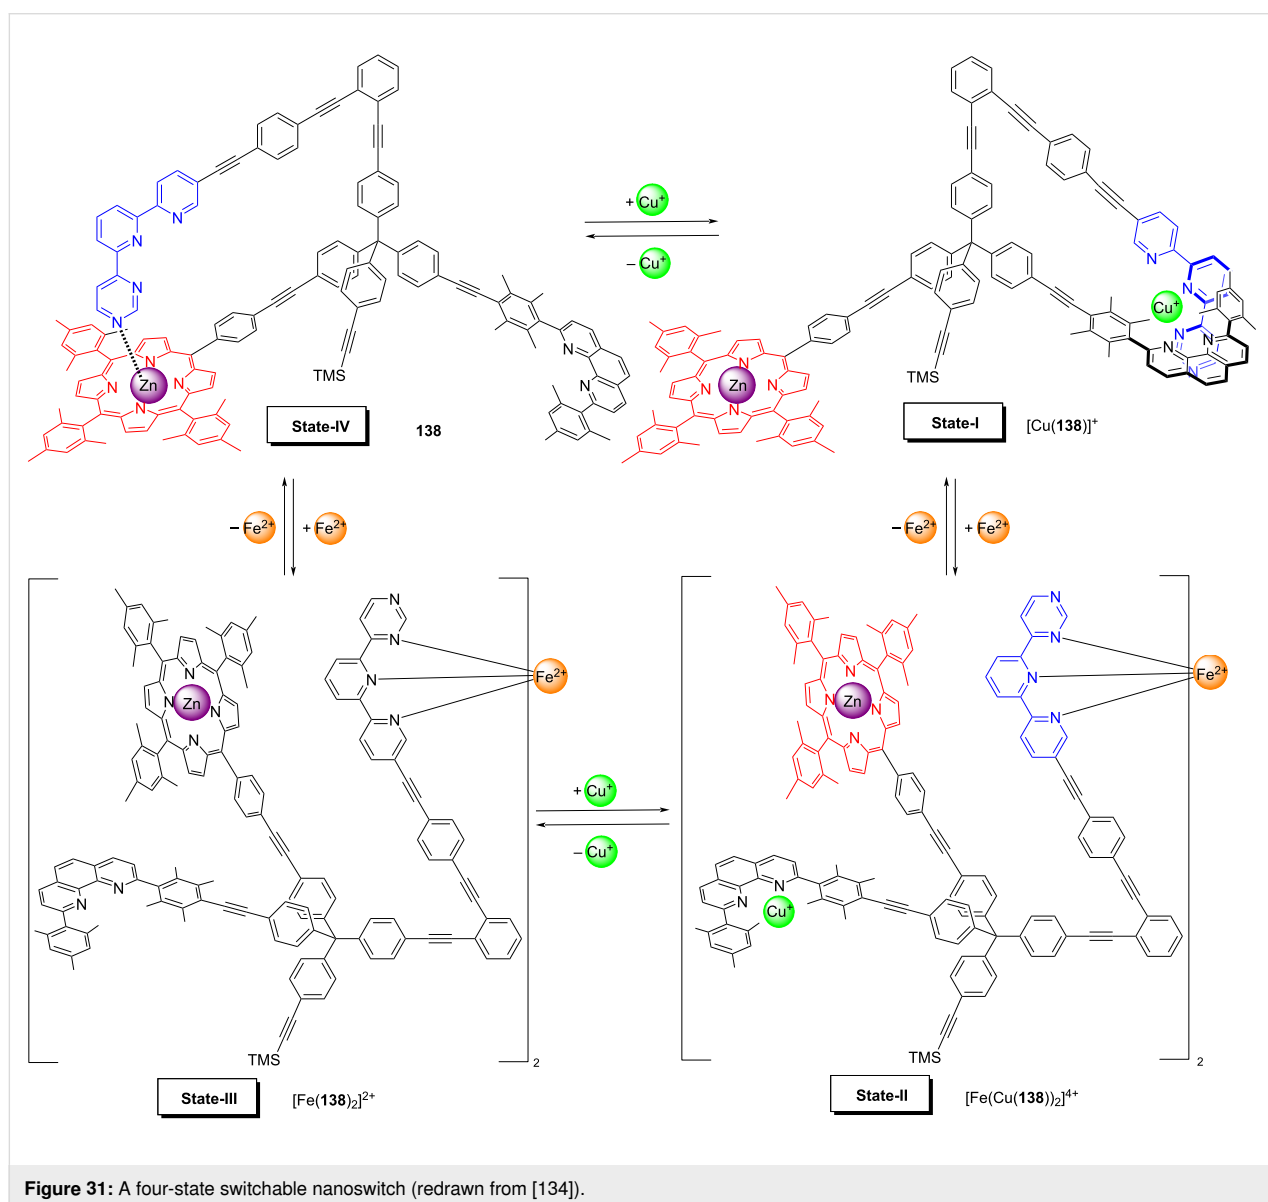 N
N
N
N
N
N
N
N
Zn
TMS
N
N
State-IV
138
+ Cu⁺
− Cu⁺
N
N
N
N
Cu⁺
N
N
N
N
N
N
Zn
TMS
State-I
[Cu(138)]⁺
− Fe²⁺
+ Fe²⁺
− Fe²⁺
+ Fe²⁺
N
N
N
N
N
N
N
N
Zn
Fe²⁺
N
N
TMS
2
State-III
[Fe(138)₂]²⁺
+ Cu⁺
− Cu⁺
N
N
N
N
N
N
N
N
Zn
Fe²⁺
N
N
Cu⁺
TMS
2
State-II
[Fe(Cu(138))₂]⁴⁺
Figure 31: A four-state switchable nanoswitch (redrawn from [134]).